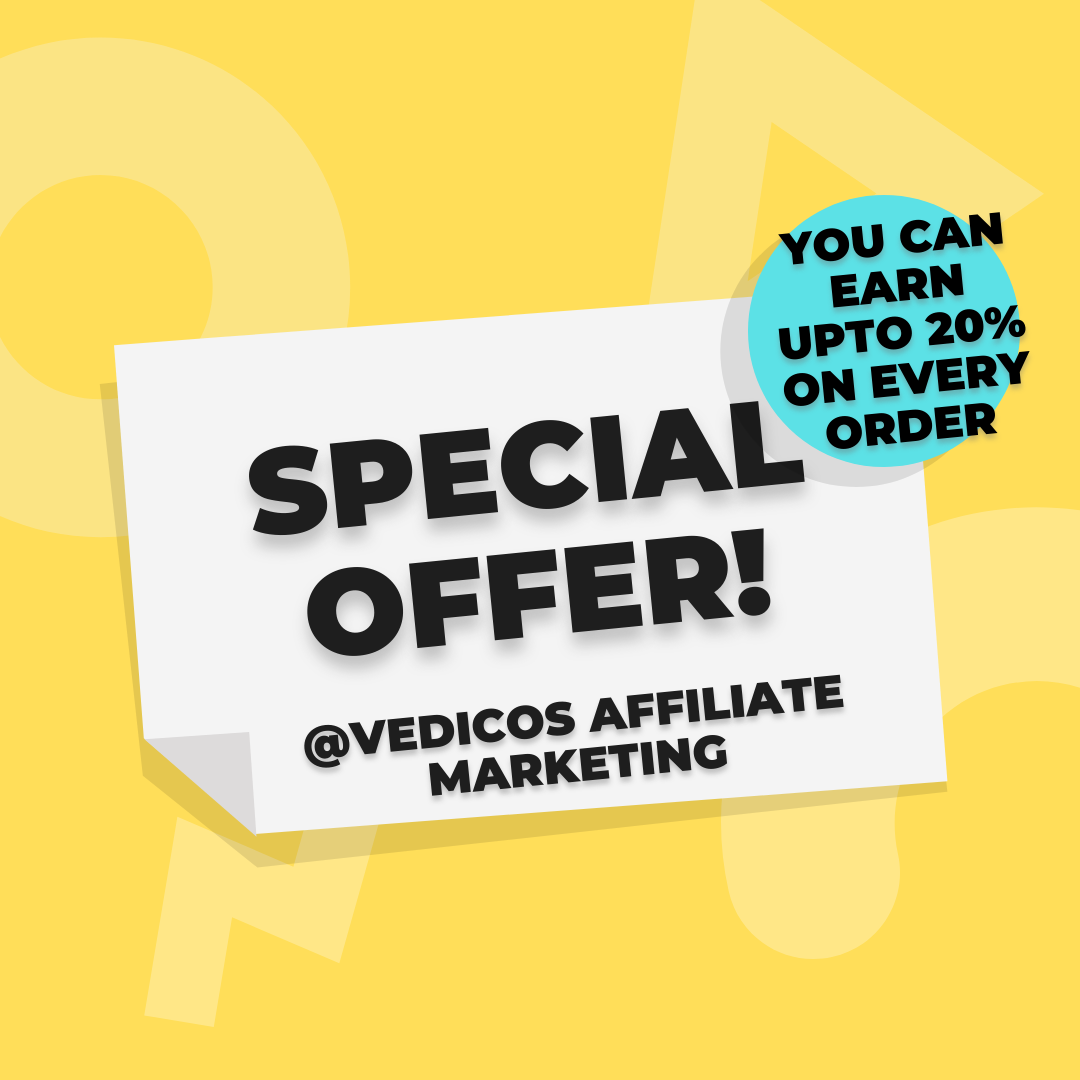 YOU CAN
EARN
UPTO 20%
ON EVERY
ORDER
SPECIAL
OFFER!
@VEDICOS AFFILIATE
MARKETING